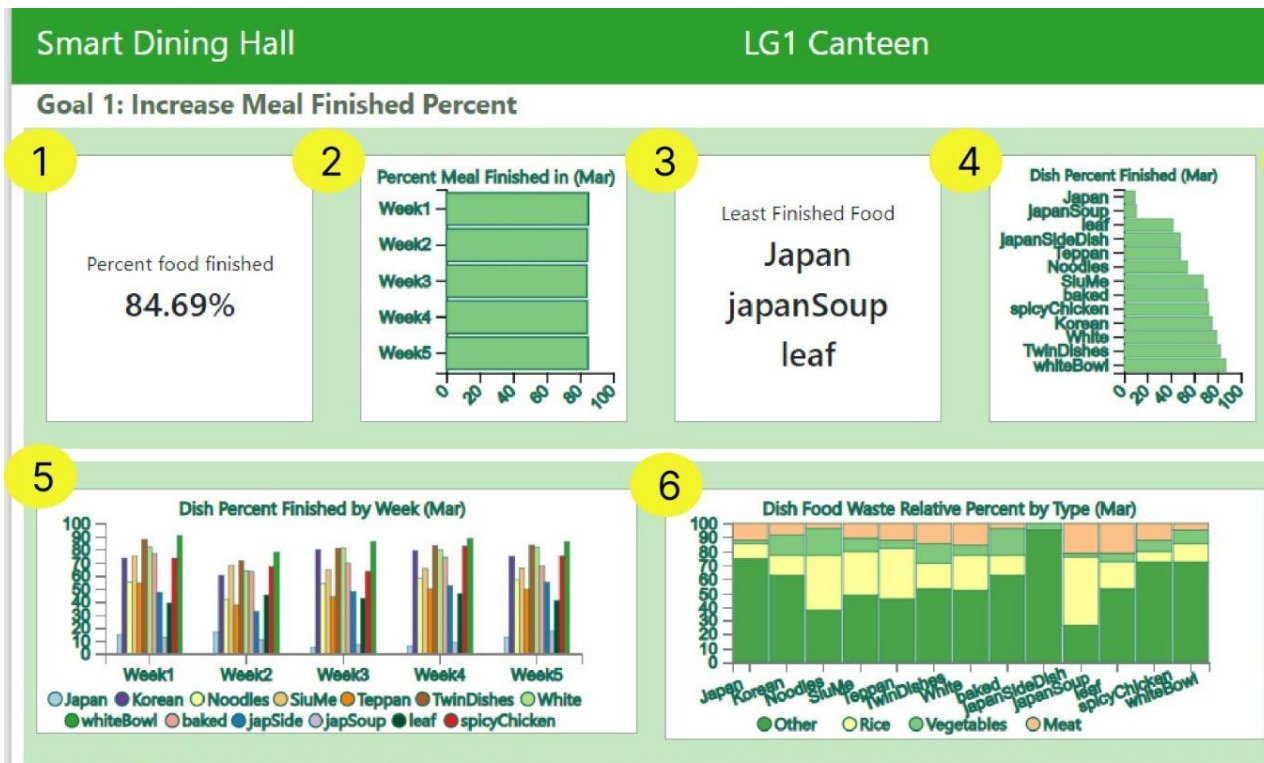 Smart Dining Hall
LG1 Canteen
Goal 1: Increase Meal Finished Percent
1
Percent food finished
84.69%
2
Percent Meal Finished in (Mar)
Week1
Week2
Week3
Week4
Week5
0 20 40 60 80 100
3
Least Finished Food
Japan
japanSoup
leaf
4
Dish Percent Finished (Mar)
Japan
japanSoup
leaf
japanSideDish
Teppan
Noodles
SiuMe
baked
spicyChicken
Korean
White
TwinDishes
whiteBowl
0 20 40 60 80 100
5
Dish Percent Finished by Week (Mar)
100
90
80
70
60
50
40
30
20
10
0
Week1 Week2 Week3 Week4 Week5
Japan Korean Noodles SiuMe Teppan TwinDishes White
whiteBowl baked japSide japSoup leaf spicyChicken
6
Dish Food Waste Relative Percent by Type (Mar)
100
90
80
70
60
50
40
30
20
10
0
Japan Korean Noodles SiuMe Teppan TwinDishes White baked japanSideDish japanSoup leaf spicyChicken whiteBowl
Other Rice Vegetables Meat